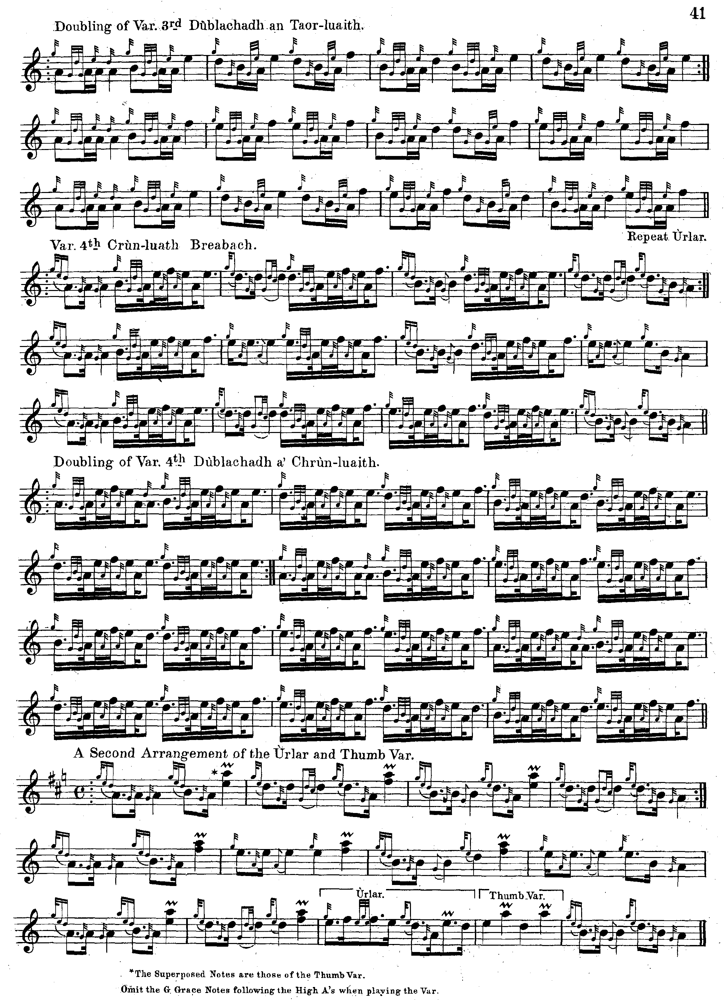 41
Doubling of Var. 3rd Dùblachadh an Taor-luaith.
Repeat Ùrlar.
Var. 4th Crùn-luath Breabach.
Doubling of Var. 4th Dùblachadh a' Chrùn-luaith.
A Second Arrangement of the Ùrlar and Thumb Var.
*
Ùrlar.
Thumb Var.
*The Superposed Notes are those of the Thumb Var.
Omit the G Grace Notes following the High A's when playing the Var.